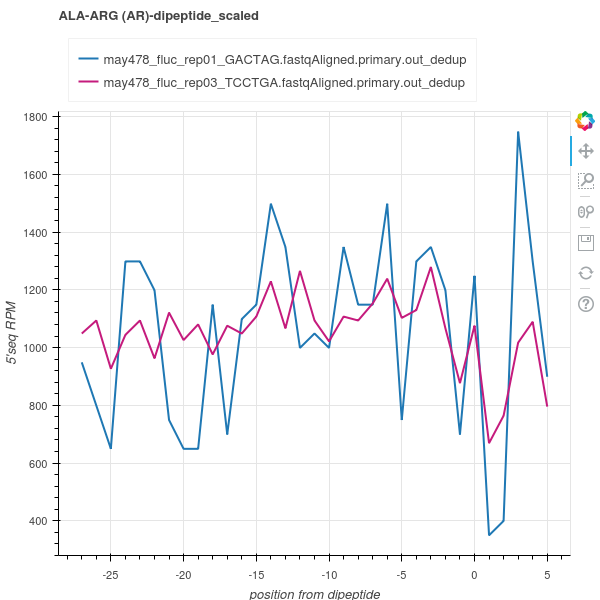 ALA-ARG (AR)-dipeptide_scaled
may478_fluc_rep01_GACTAG.fastqAligned.primary.out_dedup
may478_fluc_rep03_TCCTGA.fastqAligned.primary.out_dedup
1800
1600
1400
1200
1000
800
600
400
5'seq RPM
-25 -20 -15 -10 -5 0 5
position from dipeptide